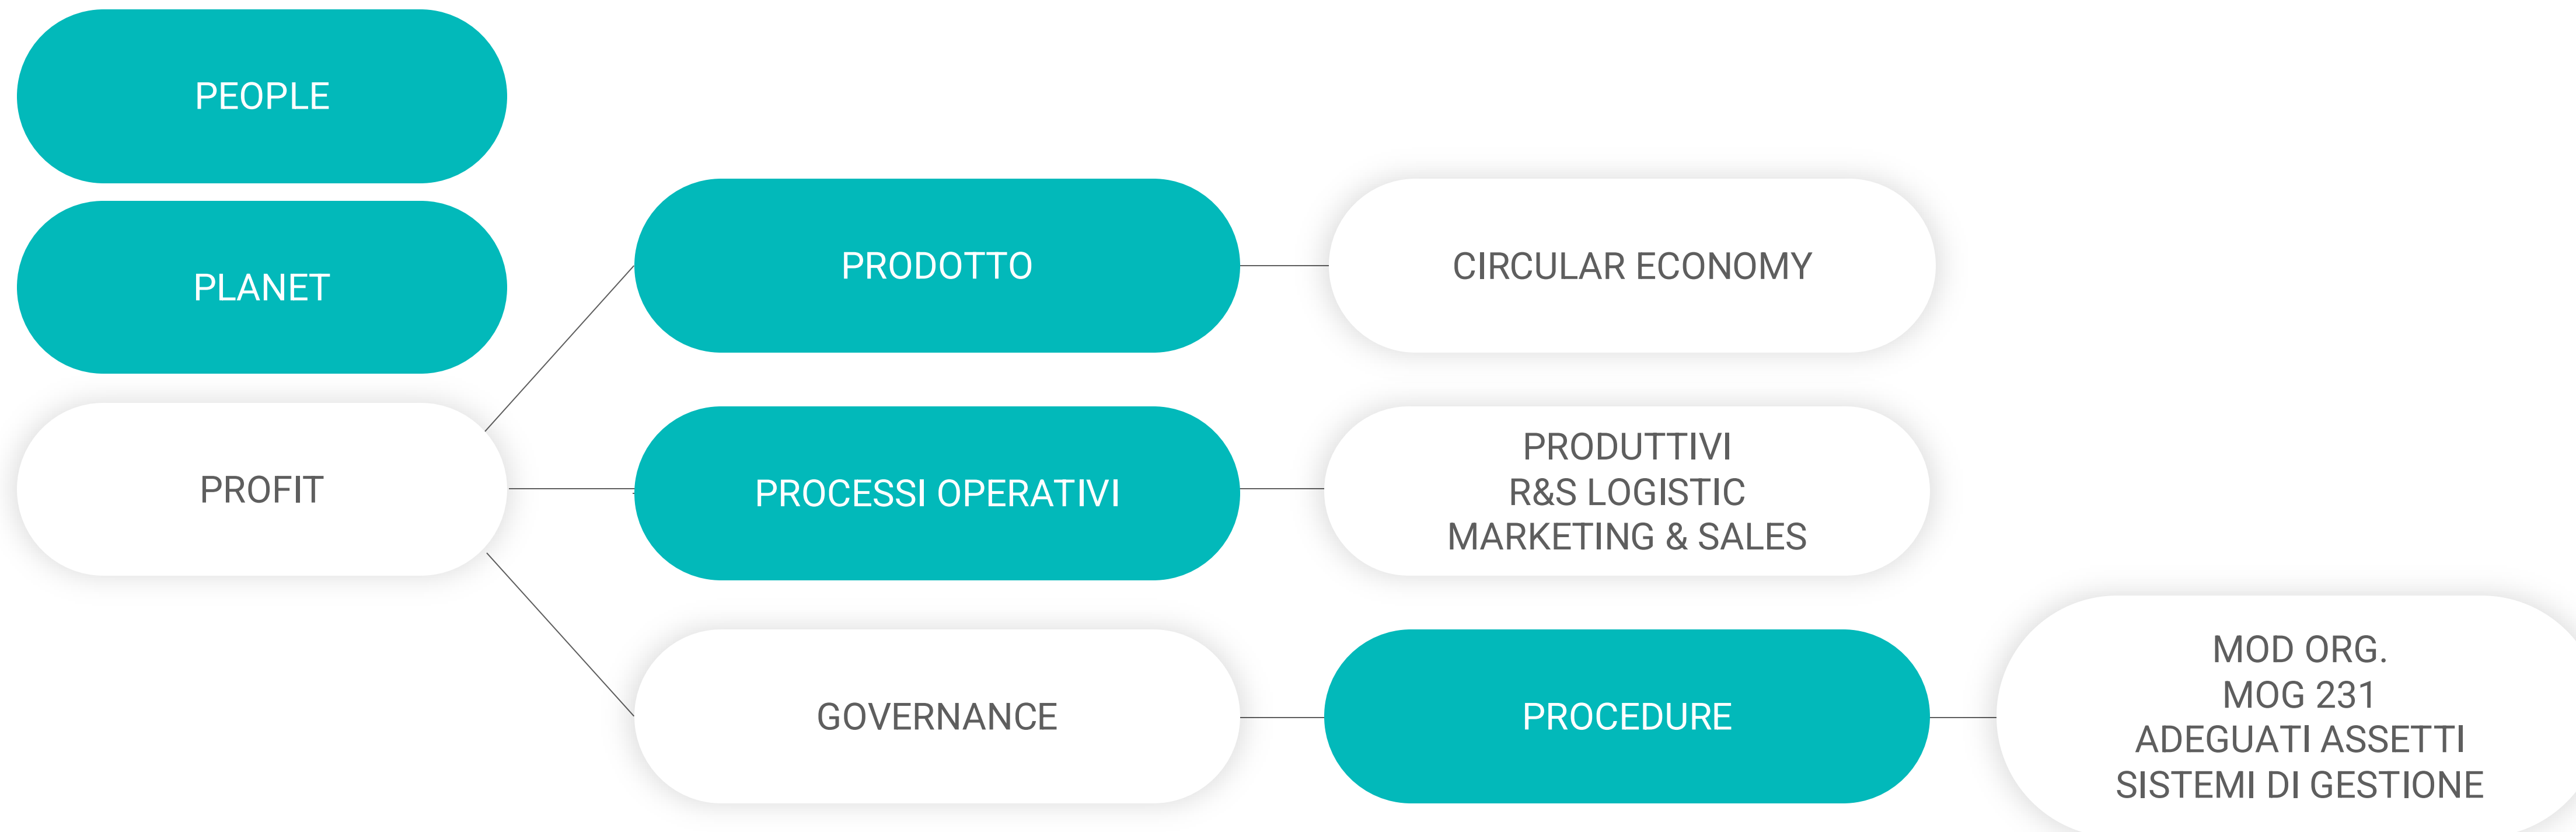 PEOPLE
PLANET
PROFIT
PRODOTTO
CIRCULAR ECONOMY
PROCESSI OPERATIVI
PRODUTTIVI
R&S LOGISTIC
MARKETING & SALES
GOVERNANCE
PROCEDURE
MOD ORG.
MOG 231
ADEGUATI ASSETTI
SISTEMI DI GESTIONE